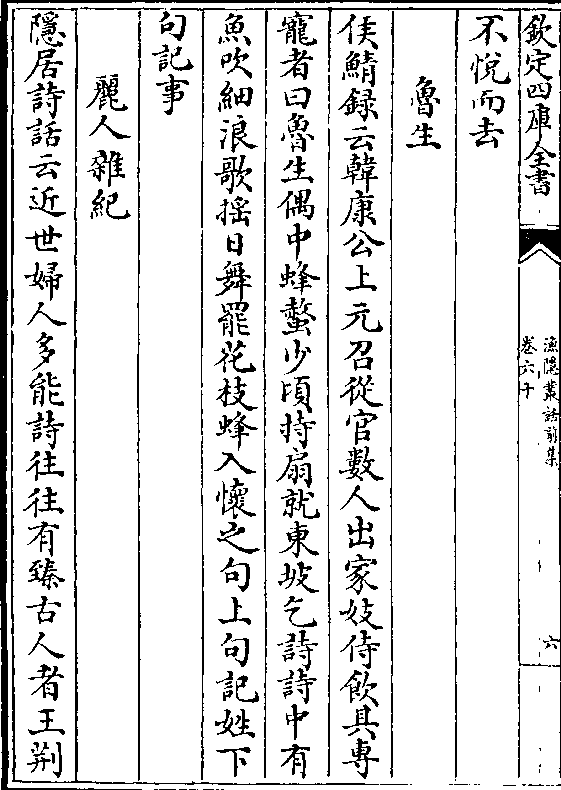 欽定四庫全書
漁隱叢話前集
卷六十
六
不悅而去
魯生
侯鯖録云韓康公上元召從官數人出家妓侍飲其專
寵者曰魯生偶中蜂螫少頃持扇就東坡乞詩詩中有
魚吹細浪歌揺日舞罷花枝蜂入懷之句上句記姓下
句記事
麗人雜紀
隱居詩話云近世婦人多能詩往往有臻古人者王荆